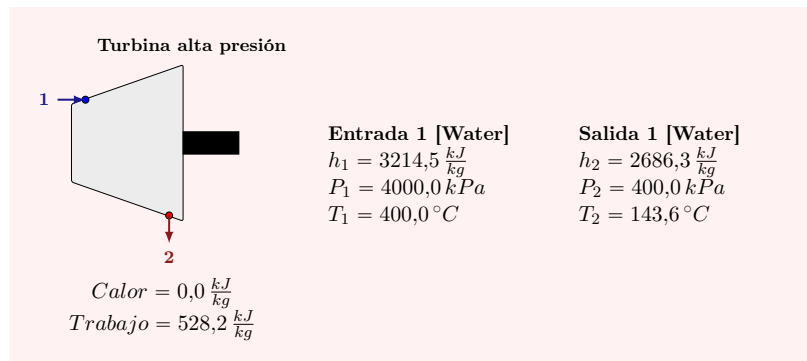 Turbina alta presión
1
2
Calor = 0,0 kJ/kg
Trabajo = 528,2 kJ/kg
Entrada 1 [Water]
h₁ = 3214,5 kJ/kg
P₁ = 4000,0 kPa
T₁ = 400,0 °C
Salida 1 [Water]
h₂ = 2686,3 kJ/kg
P₂ = 400,0 kPa
T₂ = 143,6 °C